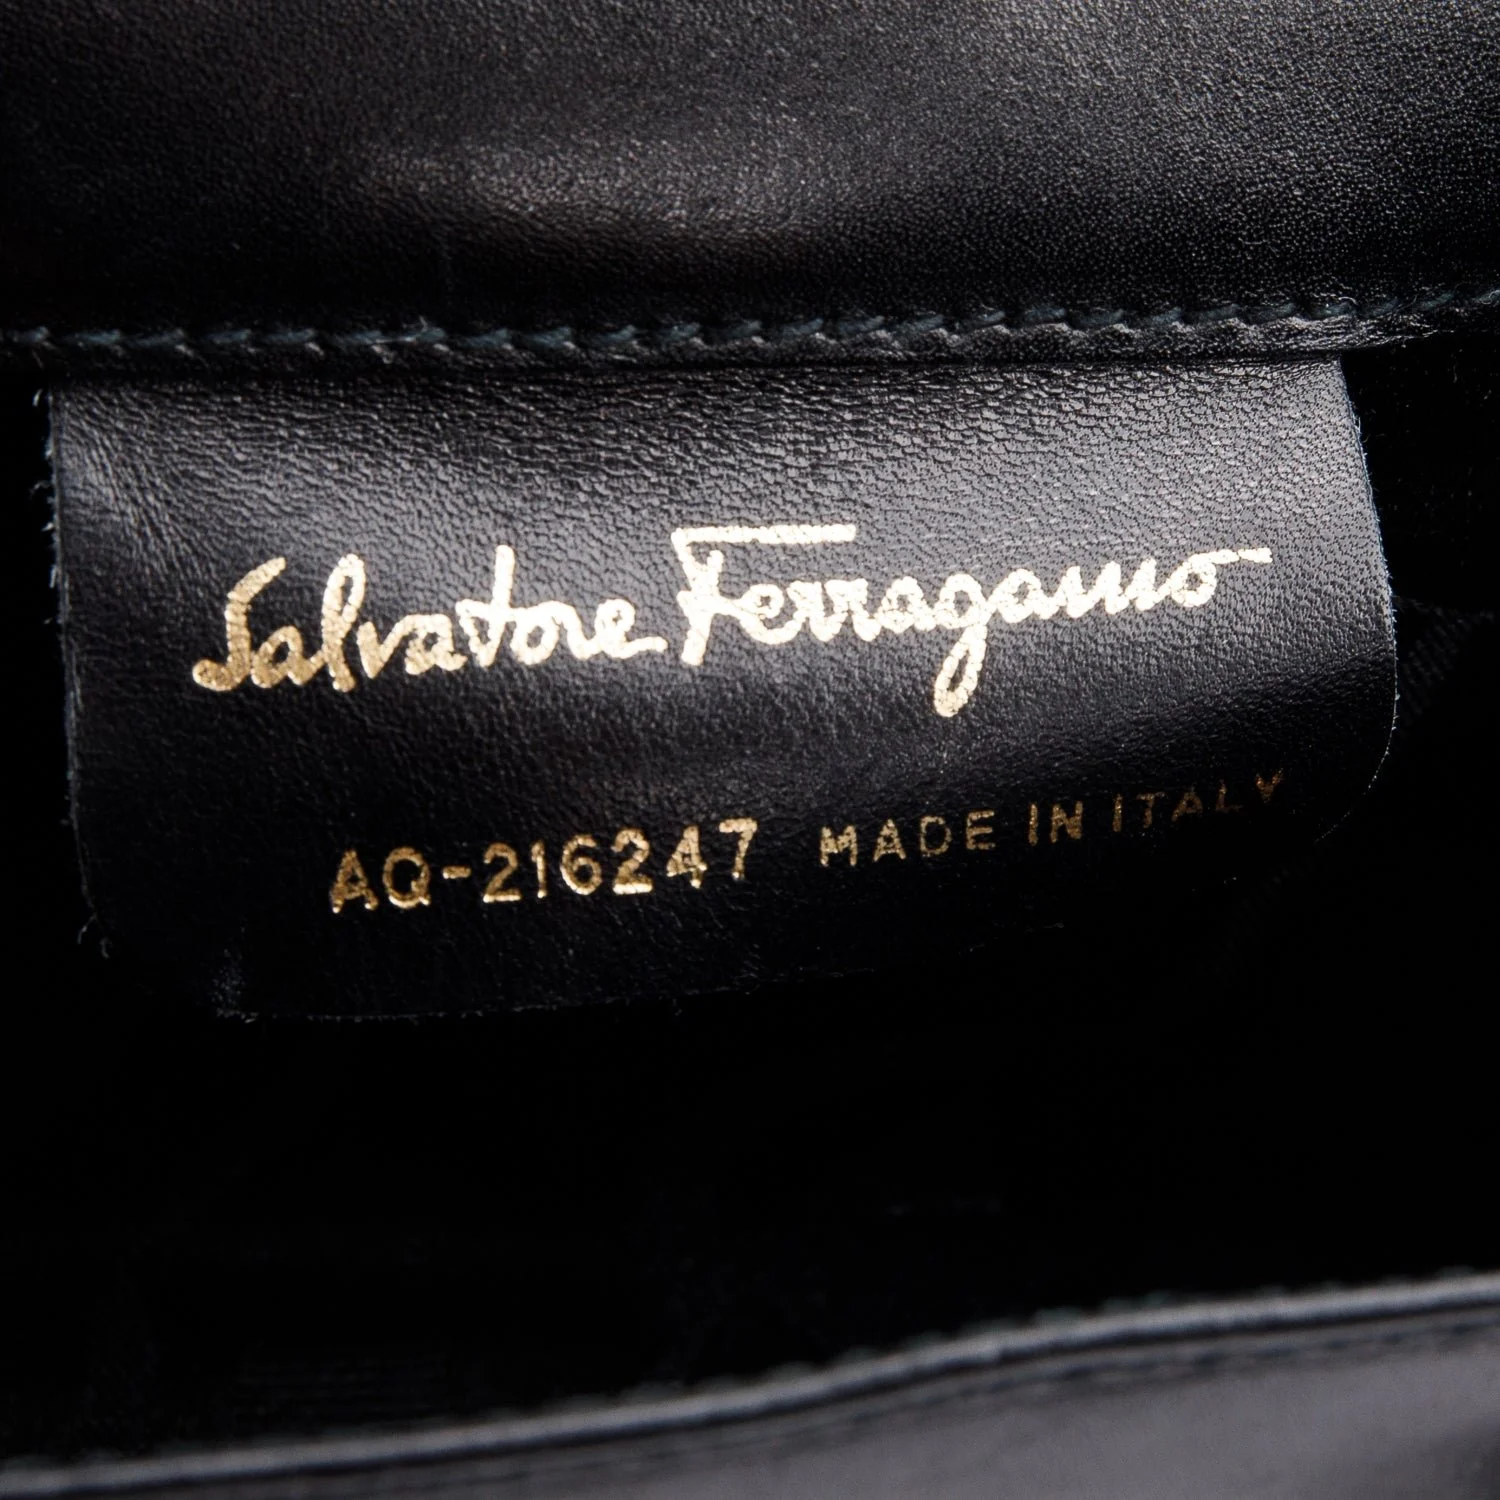 Salvatore Ferragamo
AQ-216247 MADE IN ITALY